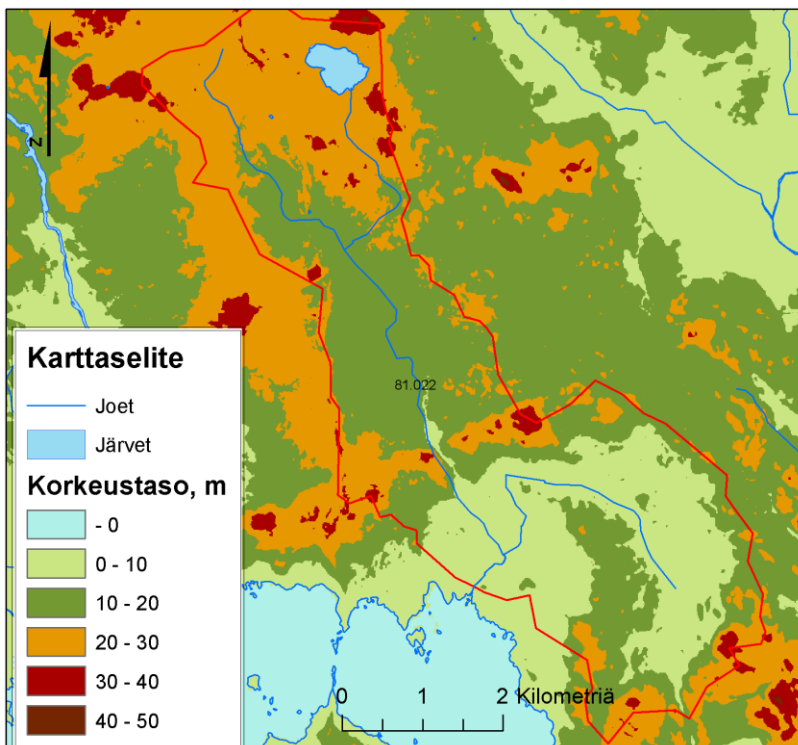 N
81.022
Karttaselite
Joet
Järvet
Korkeustaso, m
- 0
0 - 10
10 - 20
20 - 30
30 - 40
40 - 50
0 1 2 Kilometriä